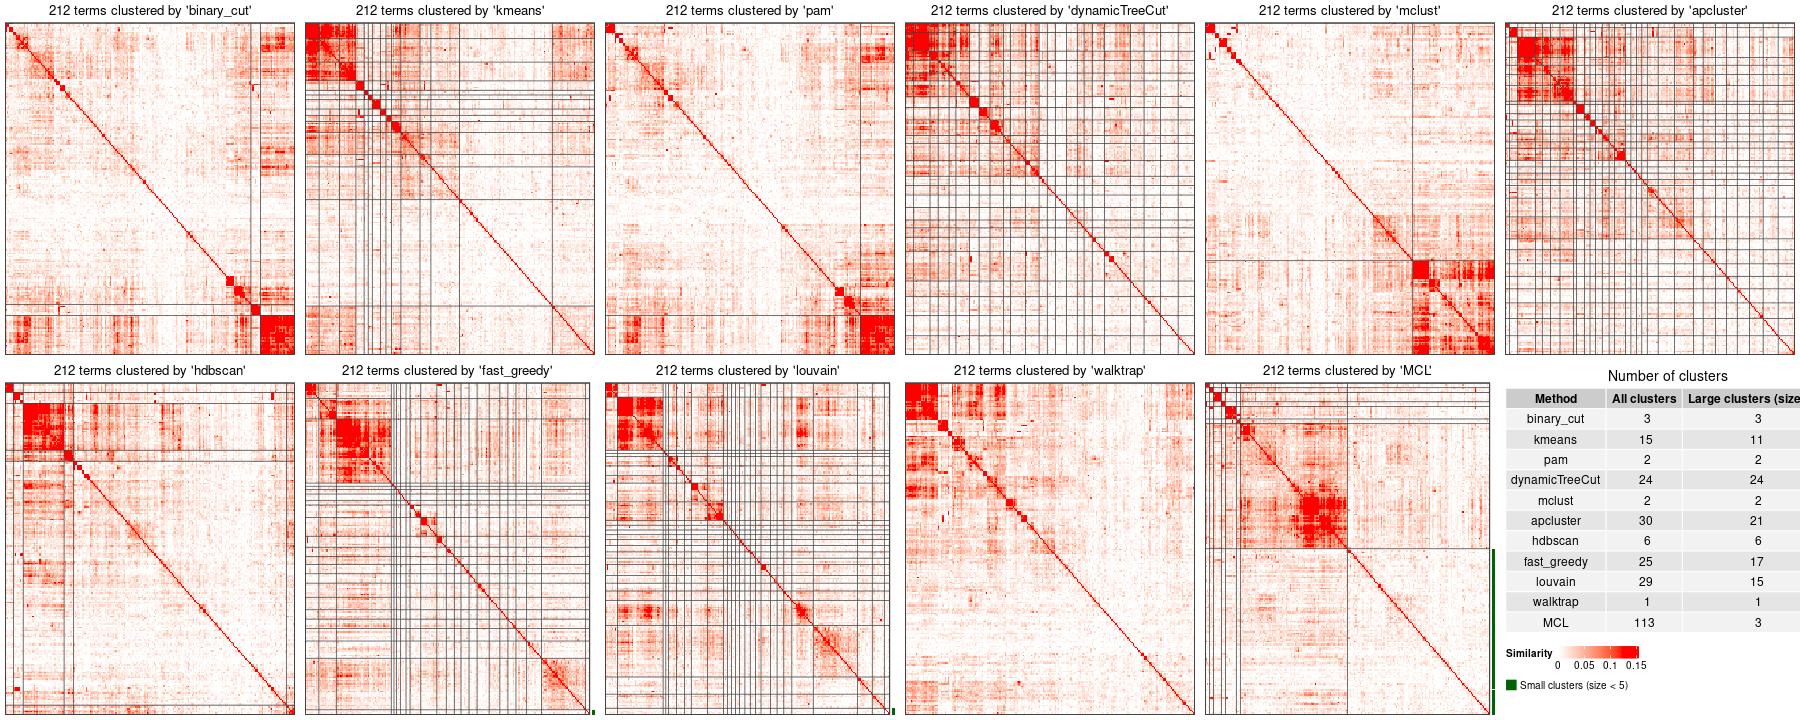 212 terms clustered by 'binary_cut'
212 terms clustered by 'kmeans'
212 terms clustered by 'pam'
212 terms clustered by 'dynamicTreeCut'
212 terms clustered by 'mclust'
212 terms clustered by 'apcluster'
212 terms clustered by 'hdbscan'
212 terms clustered by 'fast_greedy'
212 terms clustered by 'louvain'
212 terms clustered by 'walktrap'
212 terms clustered by 'MCL'
Number of clusters
Method All clusters Large clusters (size
binary_cut 3 3
kmeans 15 11
pam 2 2
dynamicTreeCut 24 24
mclust 2 2
apcluster 30 21
hdbscan 6 6
fast_greedy 25 17
louvain 29 15
walktrap 1 1
MCL 113 3
Similarity
0 0.05 0.1 0.15
Small clusters (size < 5)